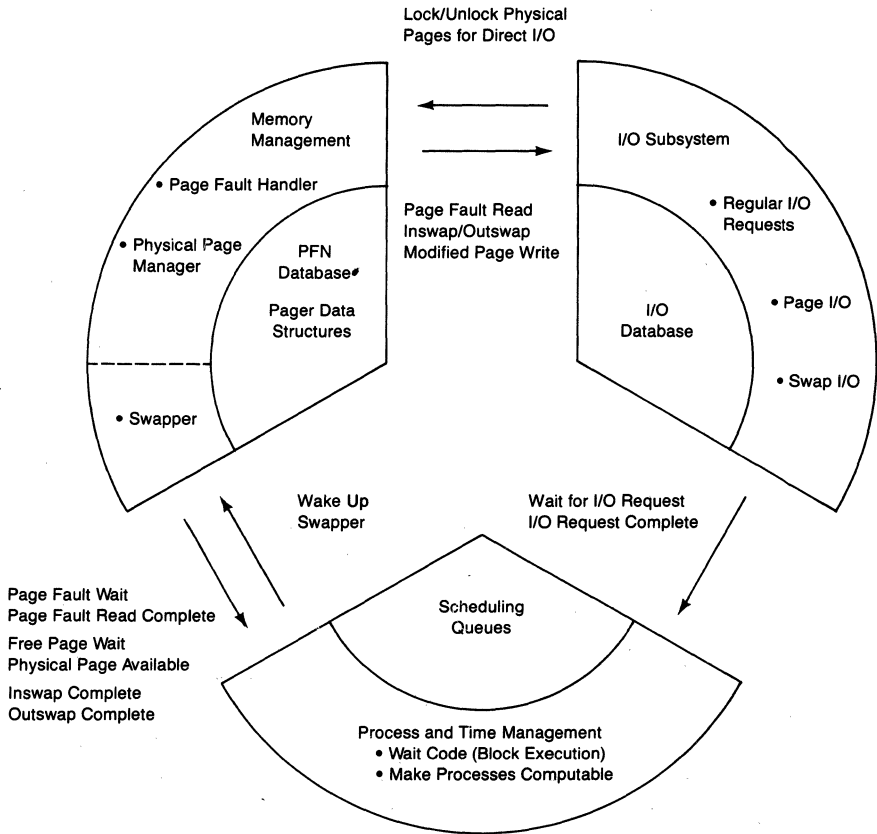 Lock/Unlock Physical
Pages for Direct I/O
Memory
Management
• Page Fault Handler
• Physical Page
Manager
PFN
Database
Pager Data
Structures
• Swapper
Page Fault Read
Inswap/Outswap
Modified Page Write
I/O Subsystem
• Regular I/O
Requests
• Page I/O
• Swap I/O
I/O
Database
Wake Up
Swapper
Wait for I/O Request
I/O Request Complete
Page Fault Wait
Page Fault Read Complete
Free Page Wait
Physical Page Available
Inswap Complete
Outswap Complete
Scheduling
Queues
Process and Time Management
• Wait Code (Block Execution)
• Make Processes Computable